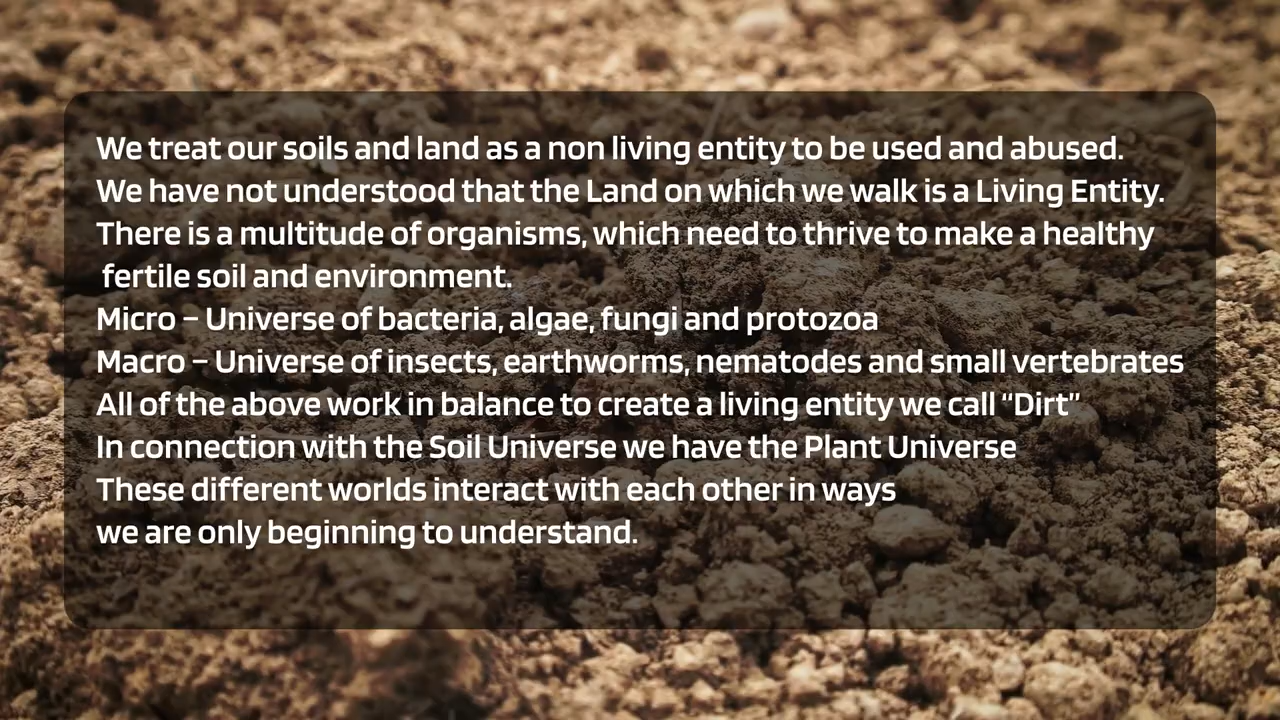 We treat our soils and land as a non living entity to be used and abused.
We have not understood that the Land on which we walk is a Living Entity.
There is a multitude of organisms, which need to thrive to make a healthy
fertile soil and environment.
Micro – Universe of bacteria, algae, fungi and protozoa
Macro – Universe of insects, earthworms, nematodes and small vertebrates
All of the above work in balance to create a living entity we call “Dirt”
In connection with the Soil Universe we have the Plant Universe
These different worlds interact with each other in ways
we are only beginning to understand.